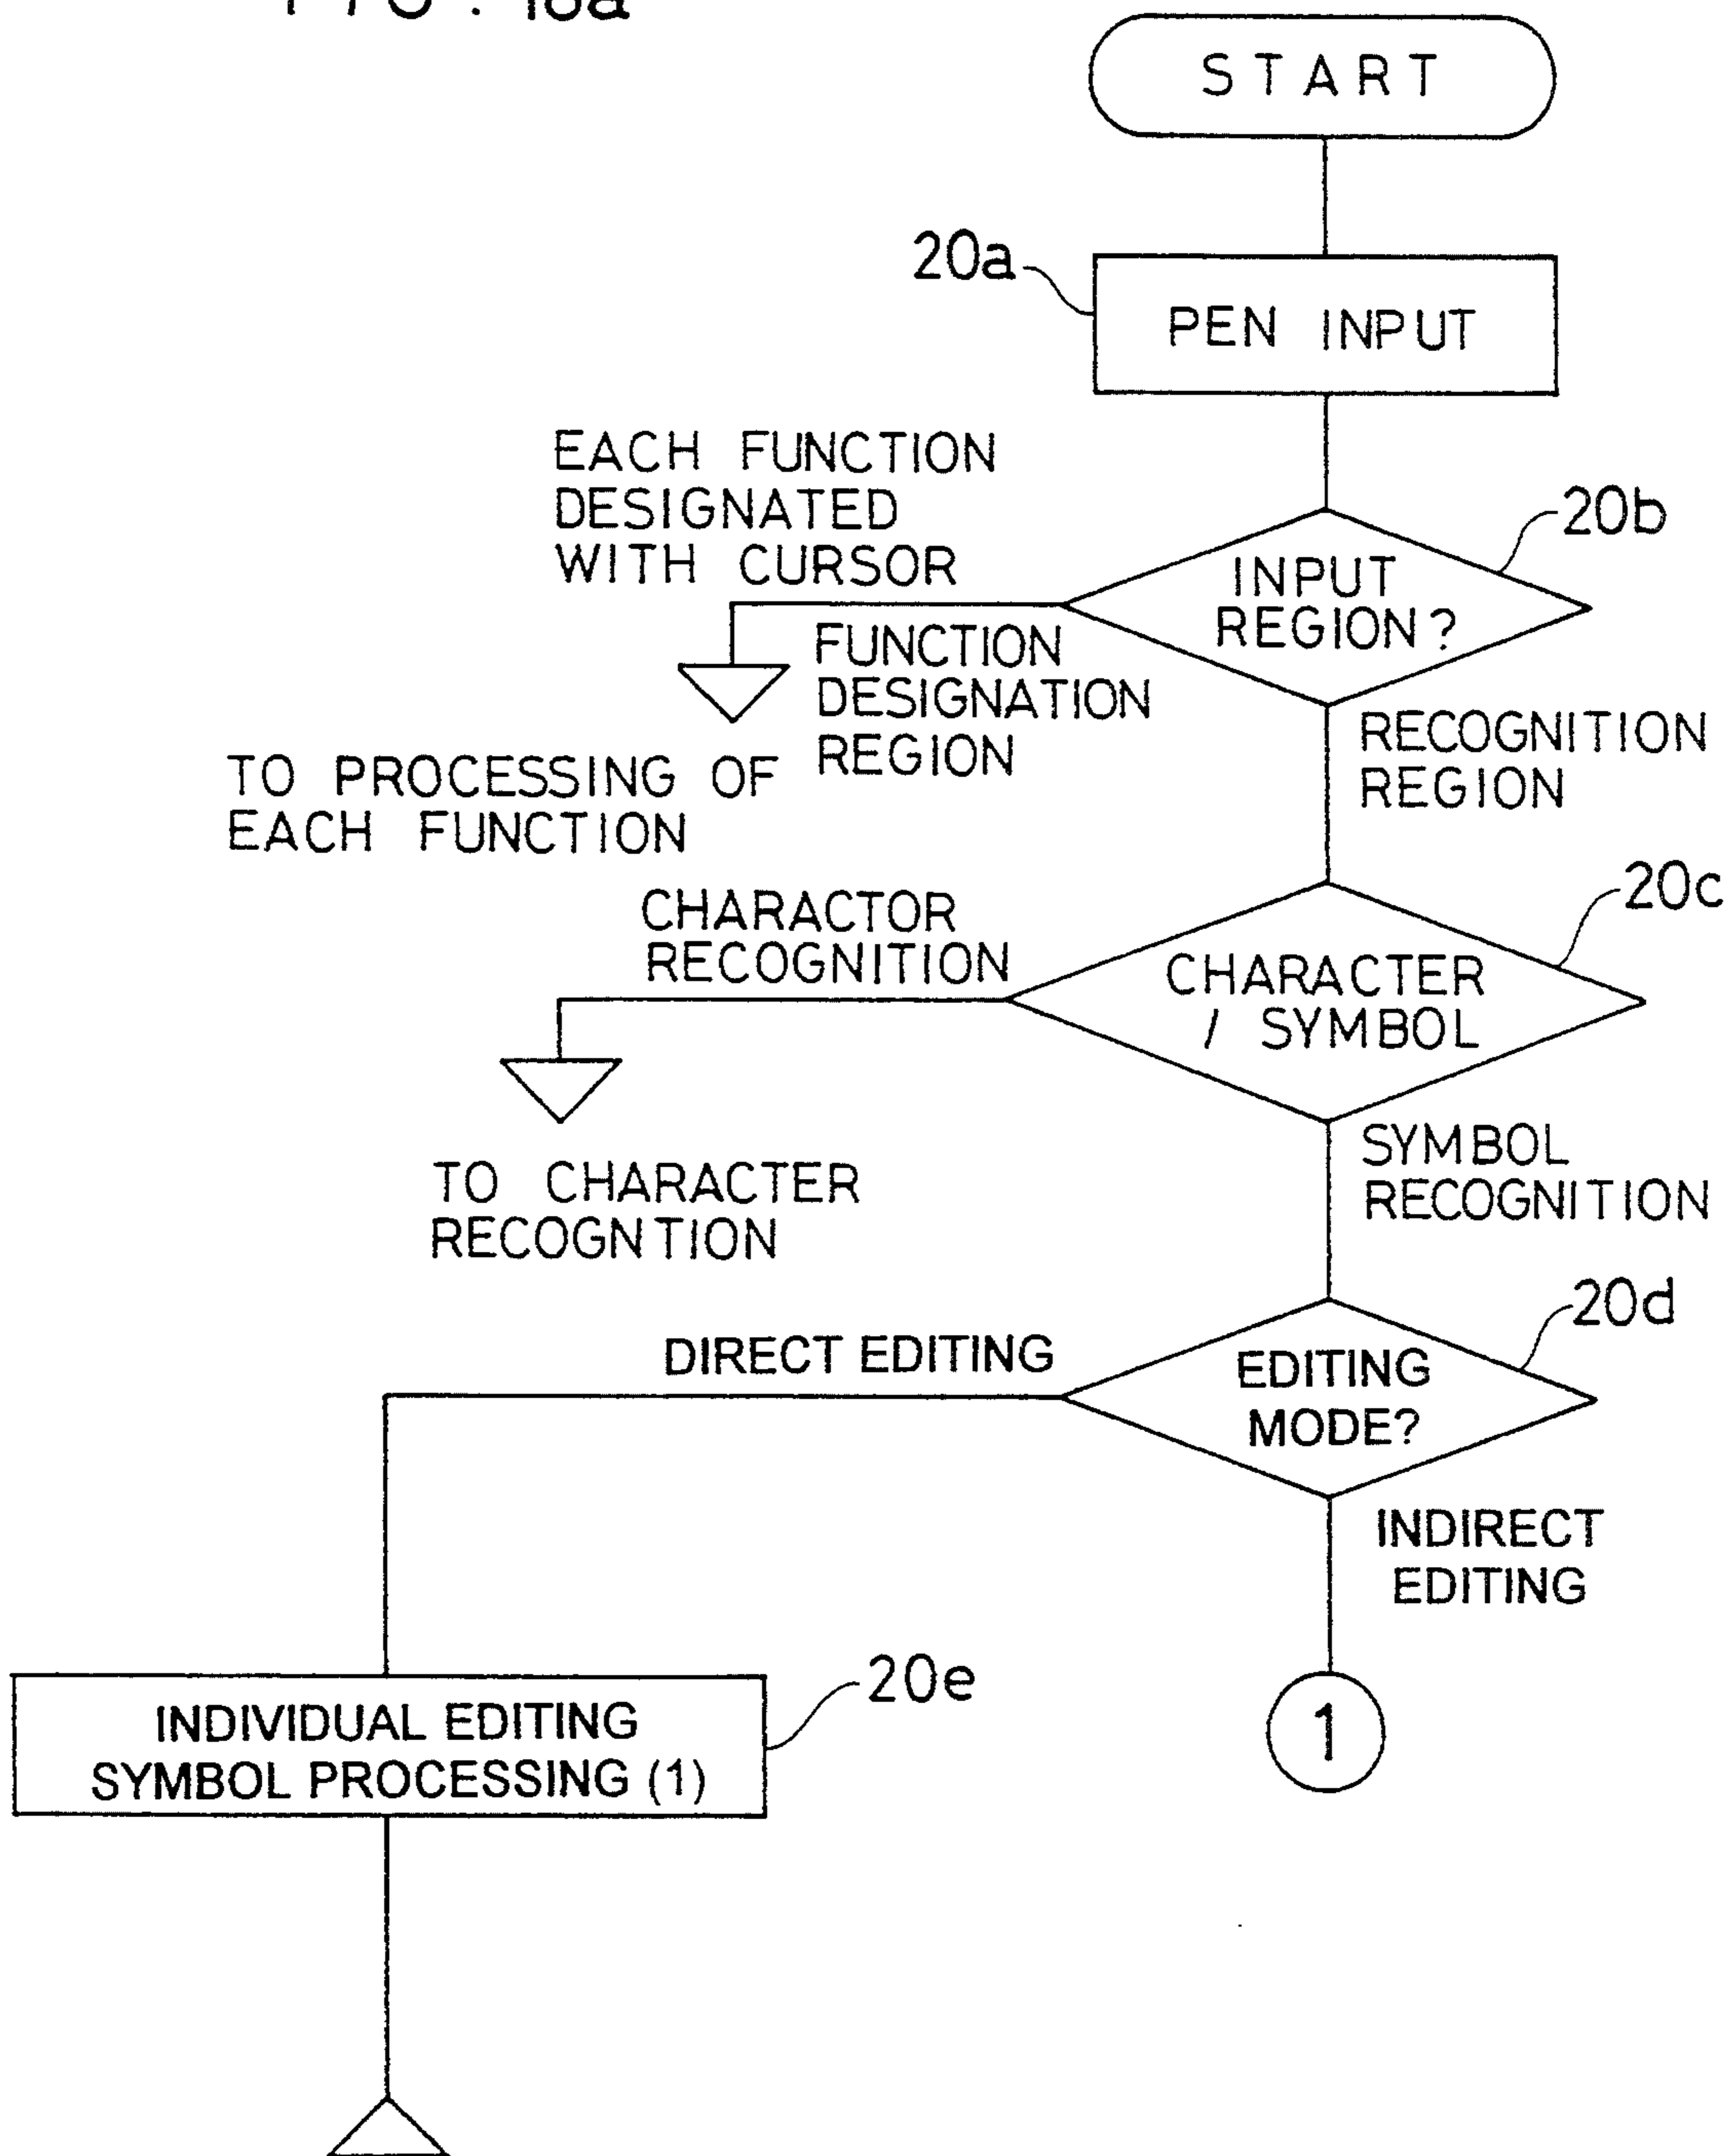 FIG. 18a
START
20a
PEN INPUT
EACH FUNCTION
DESIGNATED
WITH CURSOR
20b
INPUT
REGION?
FUNCTION
DESIGNATION
REGION
RECOGNITION
REGION
TO PROCESSING OF
EACH FUNCTION
20c
CHARACTOR
RECOGNITION
CHARACTER
/ SYMBOL
SYMBOL
RECOGNITION
TO CHARACTER
RECOGNTION
20d
DIRECT EDITING
EDITING
MODE?
INDIRECT
EDITING
20e
INDIVIDUAL EDITING
SYMBOL PROCESSING (1)
1